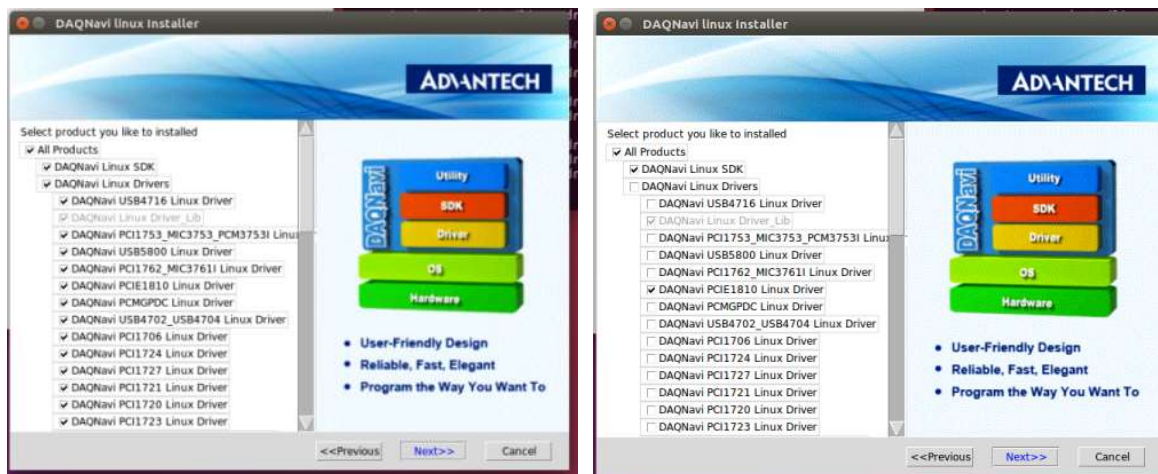 DAQNavi linux Installer
ADVANTECH
Select product you like to installed
All Products
DAQNavi Linux SDK
DAQNavi Linux Drivers
DAQNavi USB4716 Linux Driver
DAQNavi Linux Driver_Lib
DAQNavi PCI1753_MIC3753_PCM3753I Linux
DAQNavi USB5800 Linux Driver
DAQNavi PCI1762_MIC3761I Linux Driver
DAQNavi PCIE1810 Linux Driver
DAQNavi PCMGPDC Linux Driver
DAQNavi USB4702_USB4704 Linux Driver
DAQNavi PCI1706 Linux Driver
DAQNavi PCI1724 Linux Driver
DAQNavi PCI1727 Linux Driver
DAQNavi PCI1721 Linux Driver
DAQNavi PCI1720 Linux Driver
DAQNavi PCI1723 Linux Driver
DAQNavi
Utility
SDK
Driver
OS
Hardware
• User-Friendly Design
• Reliable, Fast, Elegant
• Program the Way You Want To
<<Previous
Next>>
Cancel
DAQNavi linux Installer
ADVANTECH
Select product you like to installed
All Products
DAQNavi Linux SDK
DAQNavi Linux Drivers
DAQNavi USB4716 Linux Driver
DAQNavi Linux Driver_Lib
DAQNavi PCI1753_MIC3753_PCM3753I Linux
DAQNavi USB5800 Linux Driver
DAQNavi PCI1762_MIC3761I Linux Driver
DAQNavi PCIE1810 Linux Driver
DAQNavi PCMGPDC Linux Driver
DAQNavi USB4702_USB4704 Linux Driver
DAQNavi PCI1706 Linux Driver
DAQNavi PCI1724 Linux Driver
DAQNavi PCI1727 Linux Driver
DAQNavi PCI1721 Linux Driver
DAQNavi PCI1720 Linux Driver
DAQNavi PCI1723 Linux Driver
DAQNavi
Utility
SDK
Driver
OS
Hardware
• User-Friendly Design
• Reliable, Fast, Elegant
• Program the Way You Want To
<<Previous
Next>>
Cancel